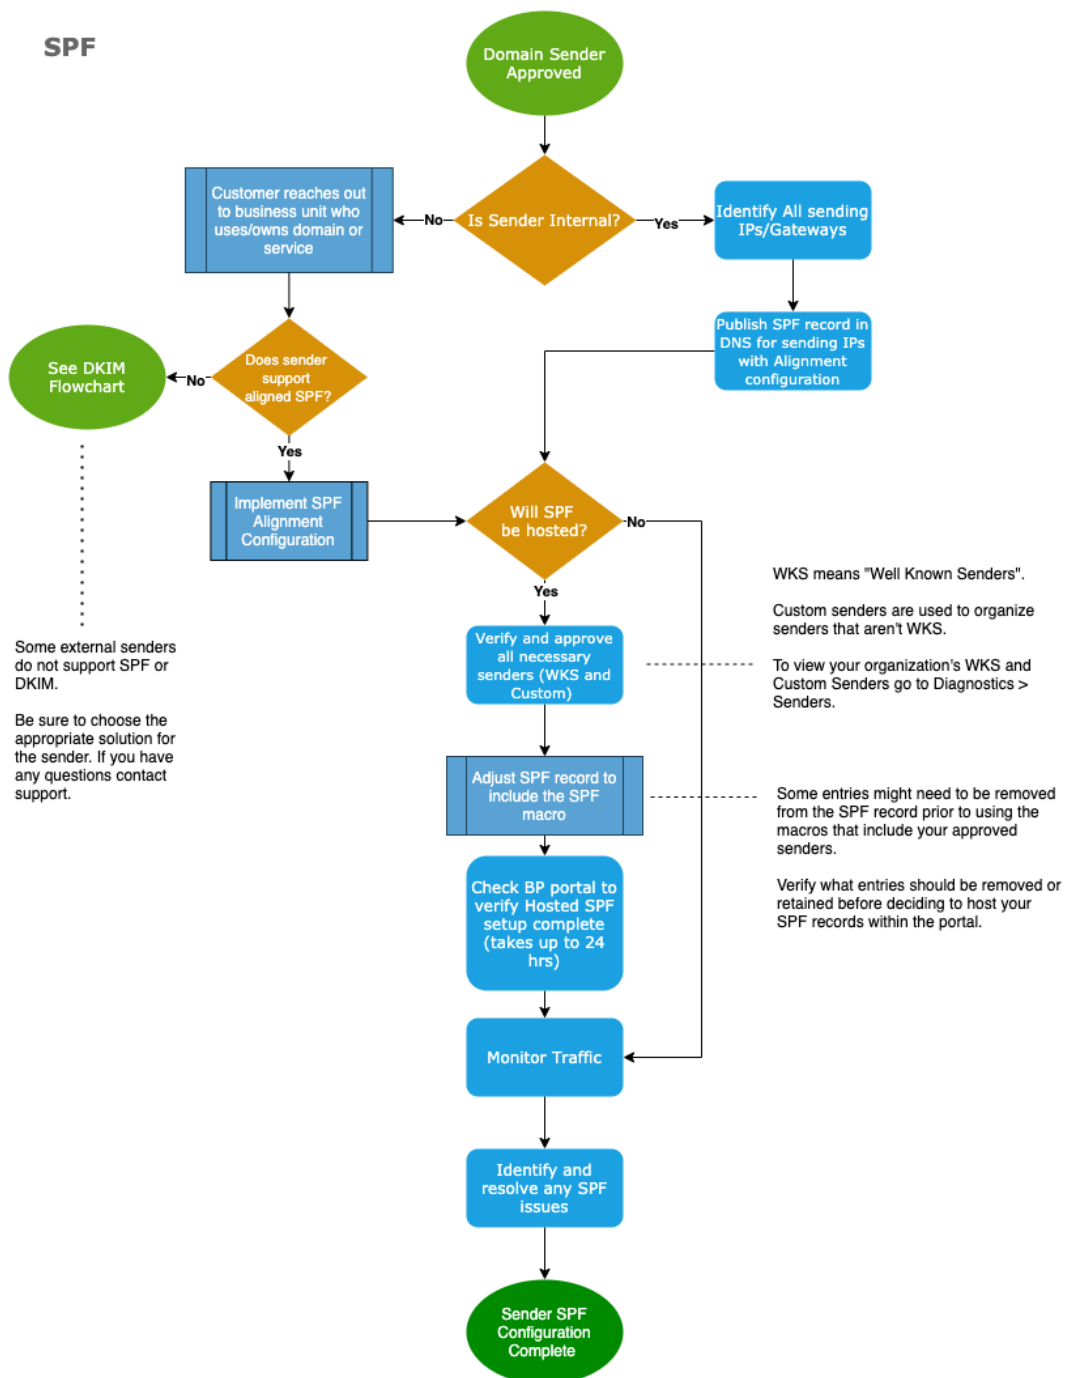 SPF
Domain Sender
Approved
Customer reaches out
to business unit who
uses/owns domain or
service
No
Is Sender Internal?
Yes
Identify All sending
IPs/Gateways
Publish SPF record in
DNS for sending IPs
with Alignment
configuration
See DKIM
Flowchart
No
Does sender
support
aligned SPF?
Yes
Implement SPF
Alignment
Configuration
Will SPF
be hosted?
No
Yes
WKS means "Well Known Senders".
Custom senders are used to organize
senders that aren't WKS.
To view your organization's WKS and
Custom Senders go to Diagnostics >
Senders.
Verify and approve
all necessary
senders (WKS and
Custom)
Some external senders
do not support SPF or
DKIM.
Be sure to choose the
appropriate solution for
the sender. If you have
any questions contact
support.
Adjust SPF record to
include the SPF
macro
Some entries might need to be removed
from the SPF record prior to using the
macros that include your approved
senders.
Verify what entries should be removed or
retained before deciding to host your
SPF records within the portal.
Check BP portal to
verify Hosted SPF
setup complete
(takes up to 24
hrs)
Monitor Traffic
Identify and
resolve any SPF
issues
Sender SPF
Configuration
Complete